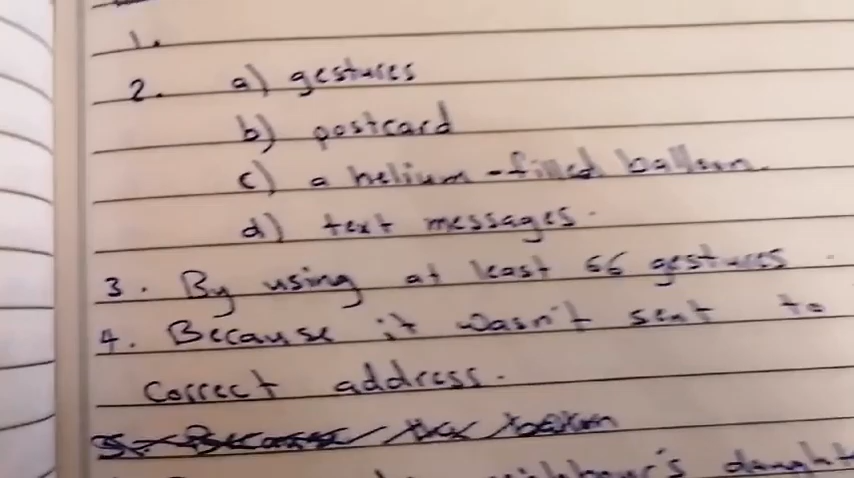 1.
2. a) gestures
b) postcard
c) a helium-filled balloon.
d) text messages.
3. By using at least 66 gestures.
4. Because it wasn't sent to
correct address.
neighbour's daught